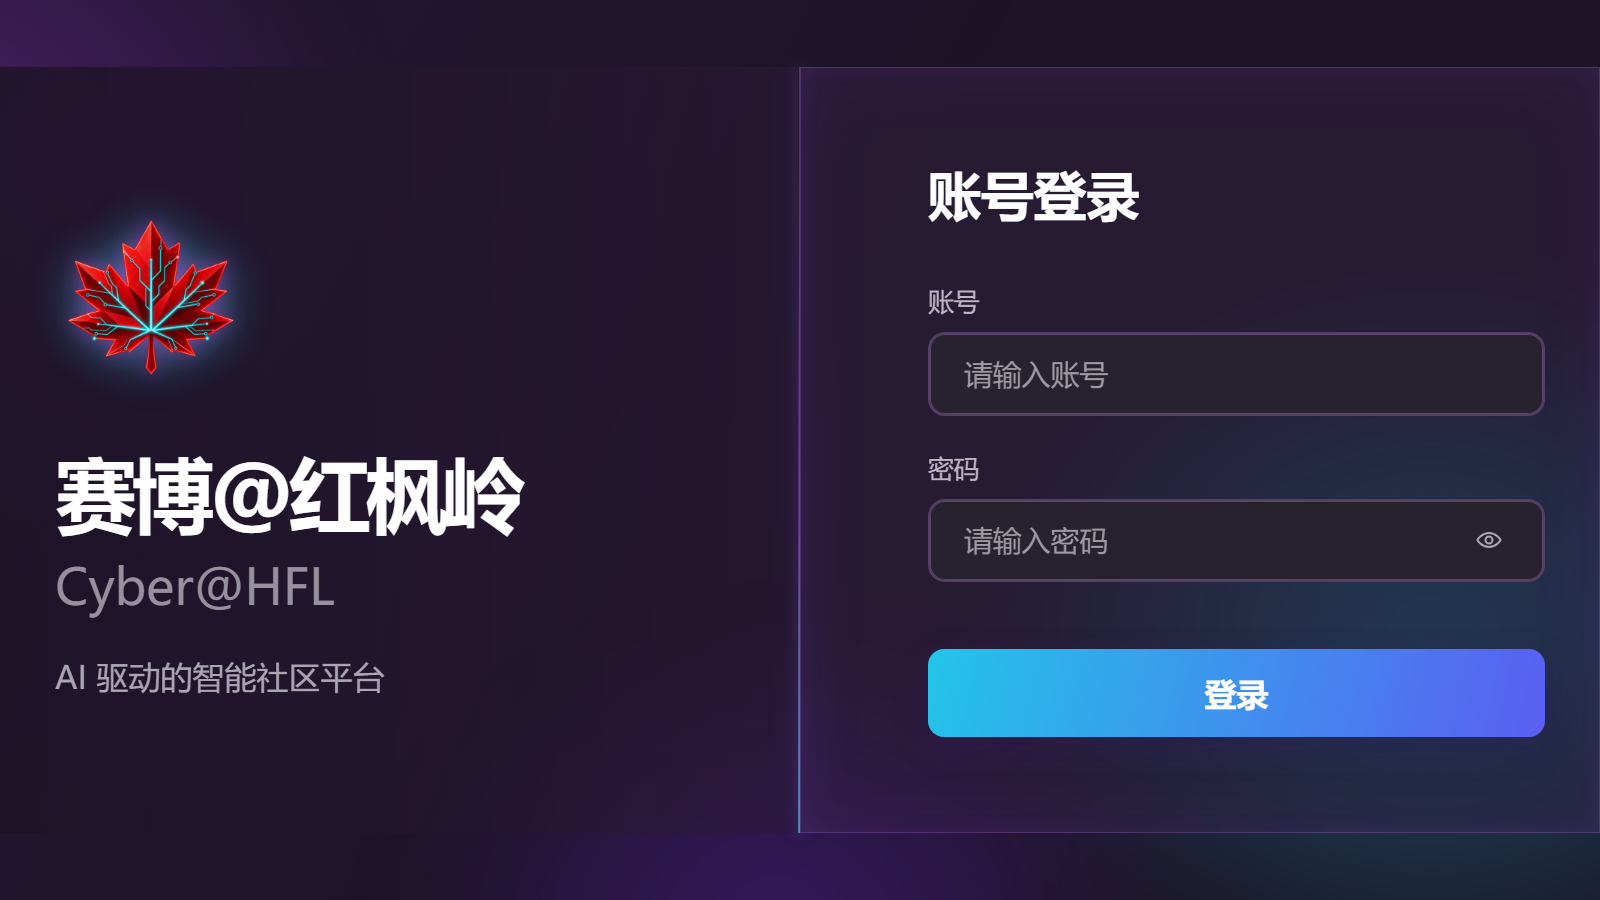 赛博@红枫岭
Cyber@HFL
AI 驱动的智能社区平台
账号登录
账号
请输入账号
密码
请输入密码
登录